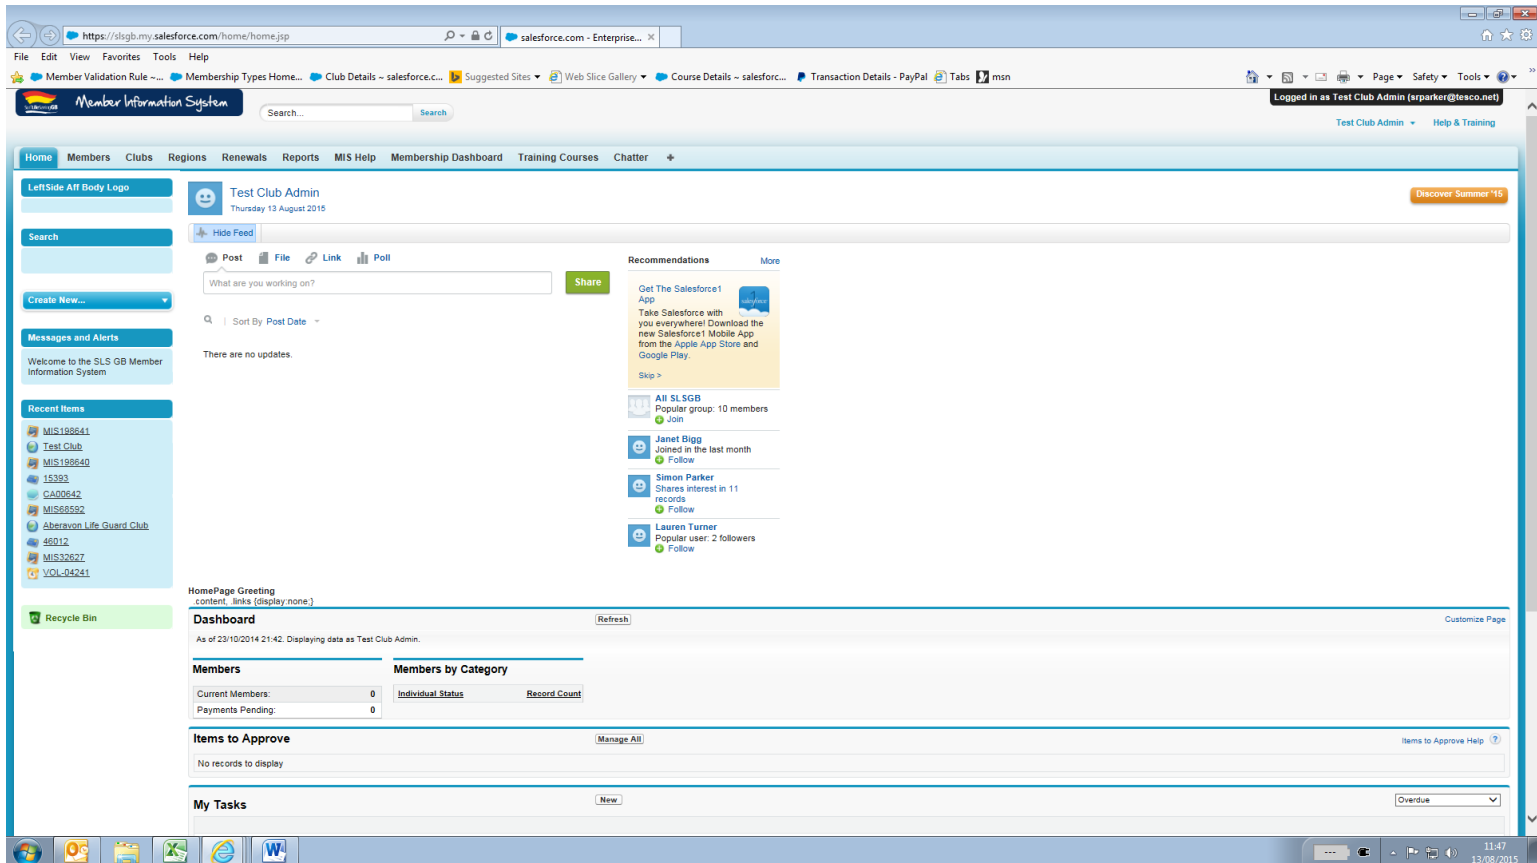 https://slsgb.my.salesforce.com/home/home.jsp
salesforce.com - Enterprise...
File Edit View Favorites Tools Help
Member Validation Rule ~... Membership Types Home... Club Details ~ salesforce.c... Suggested Sites Web Slice Gallery Course Details ~ salesforc... Transaction Details - PayPal Tabs msn
Page Safety Tools
Member Information System
Search...
Search
Logged in as Test Club Admin (srparker@tesco.net)
Test Club Admin Help & Training
Home Members Clubs Regions Renewals Reports MIS Help Membership Dashboard Training Courses Chatter +
LeftSide Aff Body Logo
Search
Create New...
Messages and Alerts
Welcome to the SLS GB Member
Information System
Recent Items
MIS198641
Test Club
MIS198640
15393
CA00642
MIS68592
Aberavon Life Guard Club
46012
MIS32627
VOL-04241
Recycle Bin
Test Club Admin
Thursday 13 August 2015
Discover Summer '15
Hide Feed
Post File Link Poll
What are you working on?
Share
Sort By Post Date
There are no updates.
Recommendations More
Get The Salesforce1
App
Take Salesforce with
you everywhere! Download the
new Salesforce1 Mobile App
from the Apple App Store and
Google Play.
Skip >
All SLSGB
Popular group: 10 members
Join
Janet Bigg
Joined in the last month
Follow
Simon Parker
Shares interest in 11
records
Follow
Lauren Turner
Popular user: 2 followers
Follow
HomePage Greeting
.content, .links {display:none;}
Dashboard
Refresh
Customize Page
As of 23/10/2014 21:42. Displaying data as Test Club Admin.
Members
Current Members: 0
Payments Pending: 0
Members by Category
Individual Status Record Count
Items to Approve
Manage All
Items to Approve Help ?
No records to display
My Tasks
New
Overdue
11:47
13/08/2015